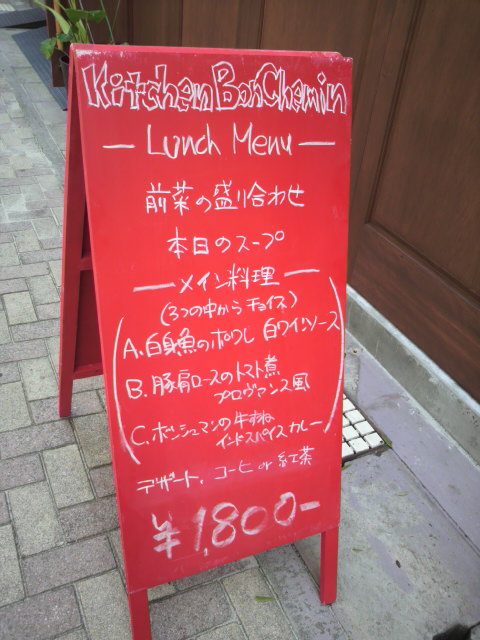 Kitchen Bon Chemin
— Lunch Menu —
前菜の盛り合わせ
本日のスープ
— メイン料理 —
(3つの中からチョイス)
A. 白身魚のポワレ 白ワインソース
B. 豚肩ロースのトマト煮
プロヴァンス風
C. ボンシュマンの牛すね
インドスパイスカレー
デザート, コーヒ or 紅茶
¥1,800-